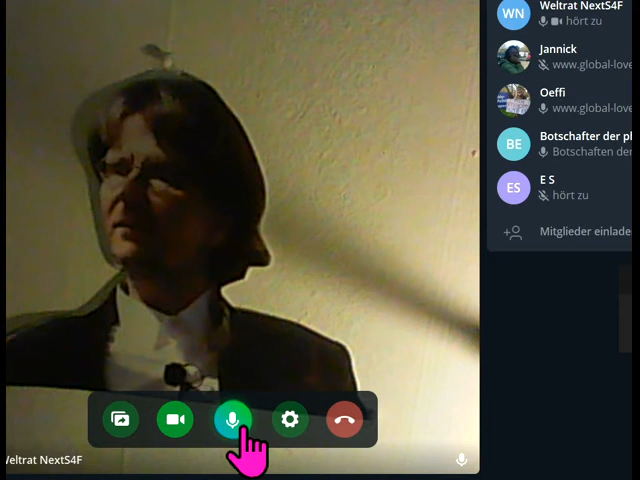 WN
Weltrat NextS4F
hört zu
Jannick
www.global-love
Oeffi
www.global-love
BE
Botschafter der pl
Botschaften der
ES
E S
hört zu
Mitglieder einlade
Weltrat NextS4F